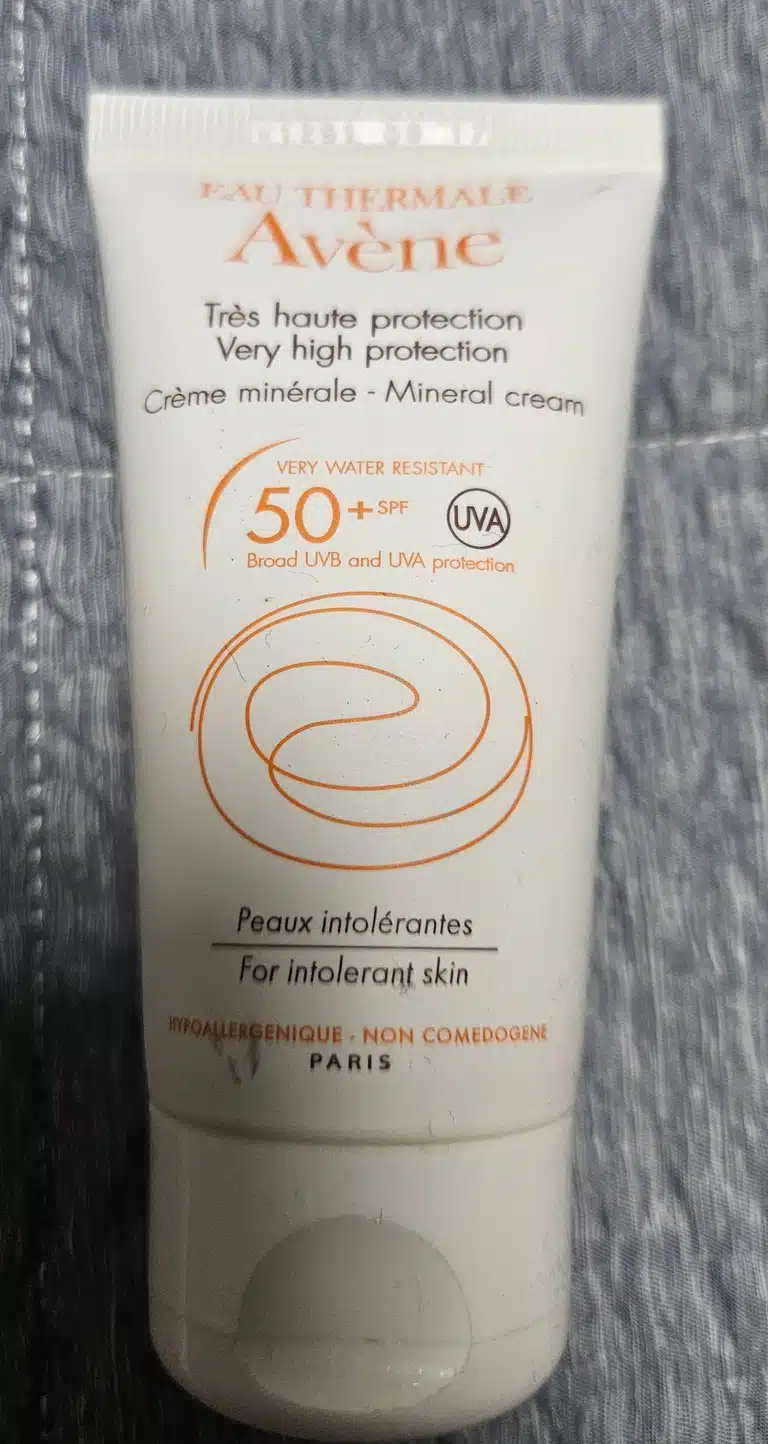 EAU THERMALE
Avène
Très haute protection
Very high protection
Crème minérale - Mineral cream
VERY WATER RESISTANT
50+ SPF
UVA
Broad UVB and UVA protection
Peaux intolérantes
For intolerant skin
HYPOALLERGENIQUE - NON COMEDOGENE
PARIS